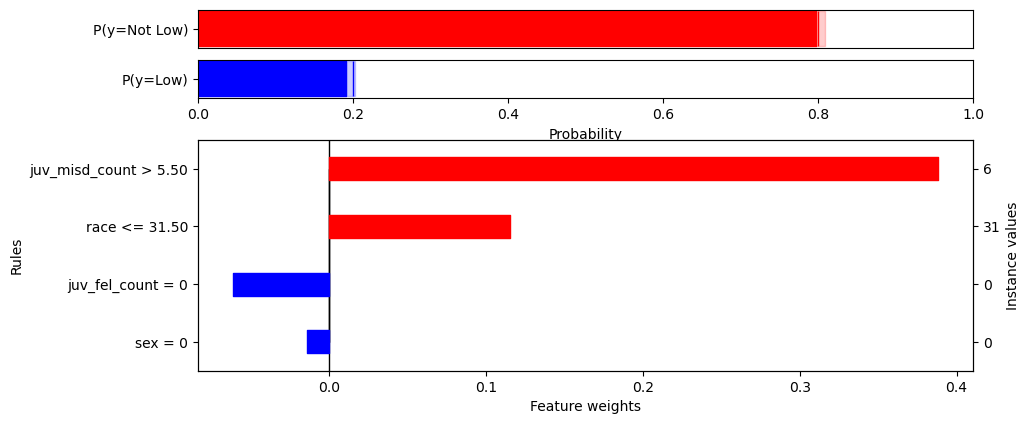 P(y=Not Low)
P(y=Low)
0.0 0.2 0.4 0.6 0.8 1.0
Probability
juv_misd_count > 5.50 6
race <= 31.50 31
juv_fel_count = 0 0
sex = 0 0
Rules
Instance values
0.0 0.1 0.2 0.3 0.4
Feature weights